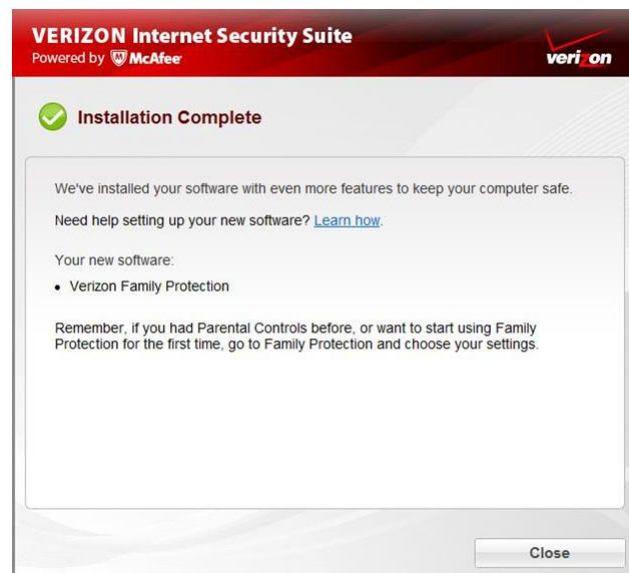 VERIZON Internet Security Suite
Powered by McAfee
verizon
Installation Complete
We've installed your software with even more features to keep your computer safe.
Need help setting up your new software? Learn how.
Your new software:
• Verizon Family Protection
Remember, if you had Parental Controls before, or want to start using Family
Protection for the first time, go to Family Protection and choose your settings.
Close